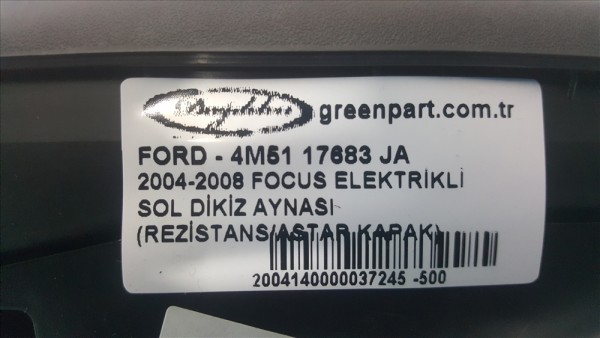 greenpart.com.tr
FORD - 4M51 17683 JA
2004-2008 FOCUS ELEKTRİKLİ
SOL DİKİZ AYNASI
(REZİSTANS/ASTAR KAPAK)
2004140000037245 -500